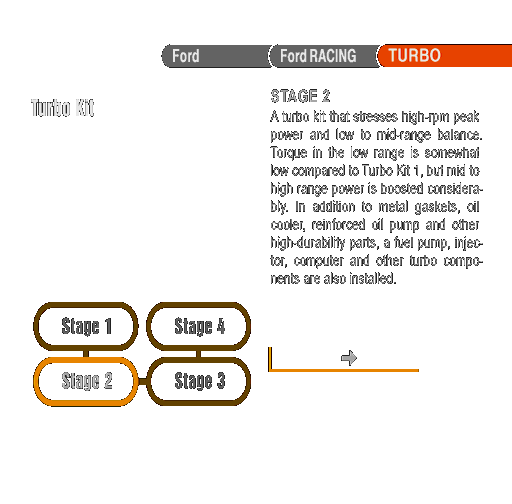 Ford
Ford RACING
TURBO
Turbo Kit
STAGE 2
A turbo kit that stresses high-rpm peak
power and low to mid-range balance.
Torque in the low range is somewhat
low compared to Turbo Kit 1, but mid to
high range power is boosted considera-
bly. In addition to metal gaskets, oil
cooler, reinforced oil pump and other
high-durability parts, a fuel pump, injec-
tor, computer and other turbo compo-
nents are also installed.
Stage 1
Stage 4
Stage 2
Stage 3